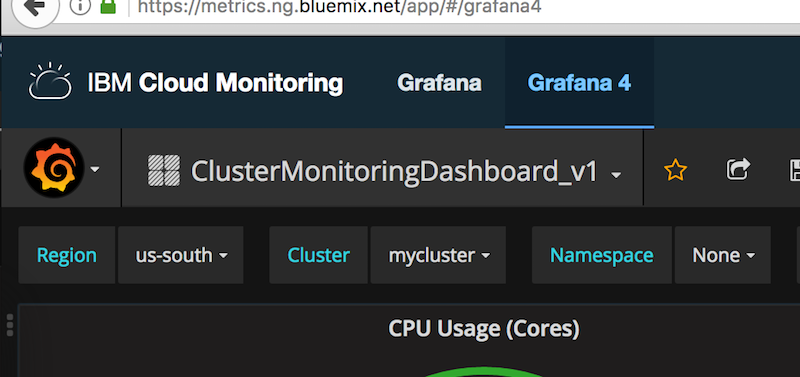 https://metrics.ng.bluemix.net/app/#/grafana4
IBM Cloud Monitoring Grafana Grafana 4
ClusterMonitoringDashboard_v1
Region us-south Cluster mycluster Namespace None
CPU Usage (Cores)